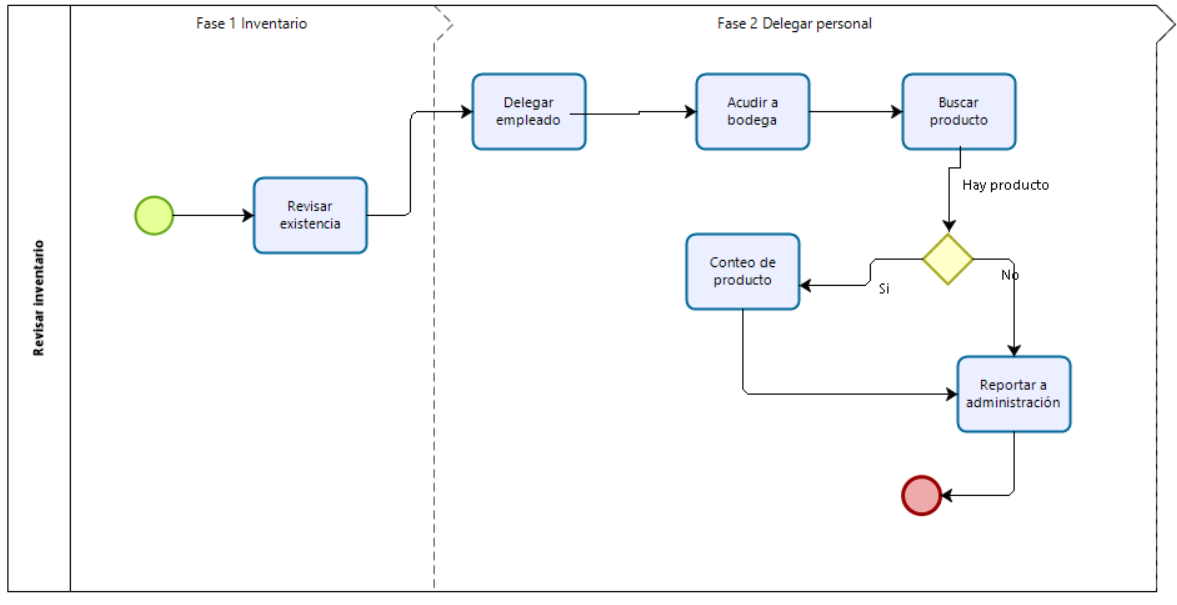 Fase 1 Inventario
Fase 2 Delegar personal
Revisar inventario
Revisar
existencia
Delegar
empleado
Acudir a
bodega
Buscar
producto
Hay producto
Si
No
Conteo de
producto
Reportar a
administración